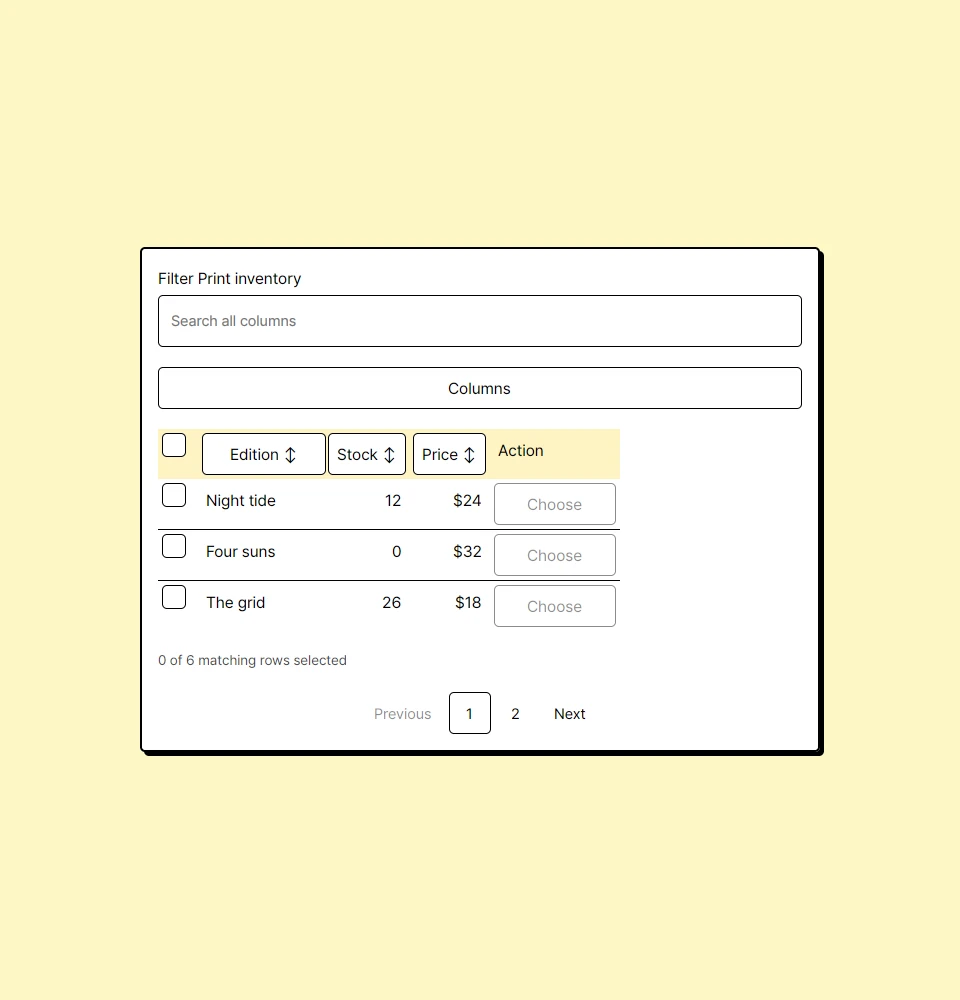 Filter Print inventory
Search all columns
Columns
Edition Stock Price Action
Night tide 12 $24 Choose
Four suns 0 $32 Choose
The grid 26 $18 Choose
0 of 6 matching rows selected
Previous 1 2 Next